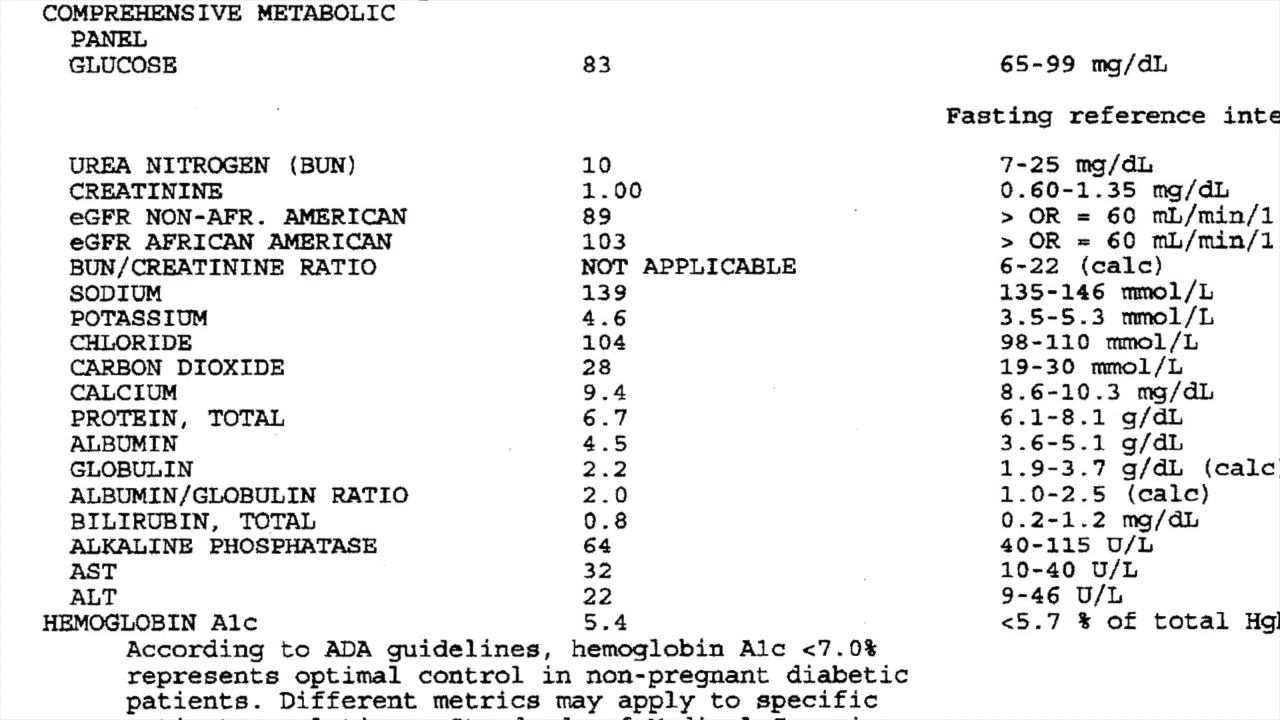 COMPREHENSIVE METABOLIC
PANEL
GLUCOSE 83 65-99 mg/dL
Fasting reference inte
UREA NITROGEN (BUN) 10 7-25 mg/dL
CREATININE 1.00 0.60-1.35 mg/dL
eGFR NON-AFR. AMERICAN 89 > OR = 60 mL/min/1
eGFR AFRICAN AMERICAN 103 > OR = 60 mL/min/1
BUN/CREATININE RATIO NOT APPLICABLE 6-22 (calc)
SODIUM 139 135-146 mmol/L
POTASSIUM 4.6 3.5-5.3 mmol/L
CHLORIDE 104 98-110 mmol/L
CARBON DIOXIDE 28 19-30 mmol/L
CALCIUM 9.4 8.6-10.3 mg/dL
PROTEIN, TOTAL 6.7 6.1-8.1 g/dL
ALBUMIN 4.5 3.6-5.1 g/dL
GLOBULIN 2.2 1.9-3.7 g/dL (calc
ALBUMIN/GLOBULIN RATIO 2.0 1.0-2.5 (calc)
BILIRUBIN, TOTAL 0.8 0.2-1.2 mg/dL
ALKALINE PHOSPHATASE 64 40-115 U/L
AST 32 10-40 U/L
ALT 22 9-46 U/L
HEMOGLOBIN A1c 5.4 <5.7 % of total Hg
According to ADA guidelines, hemoglobin A1c <7.0%
represents optimal control in non-pregnant diabetic
patients. Different metrics may apply to specific